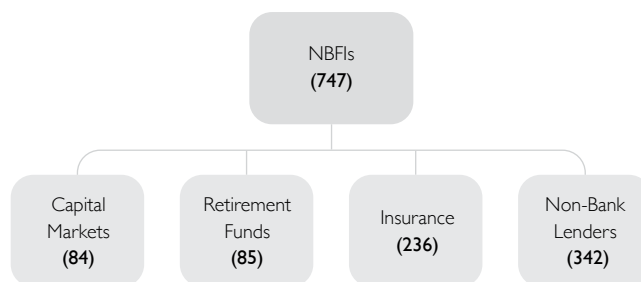 NBFIs
(747)
Capital
Markets
(84)
Retirement
Funds
(85)
Insurance
(236)
Non-Bank
Lenders
(342)